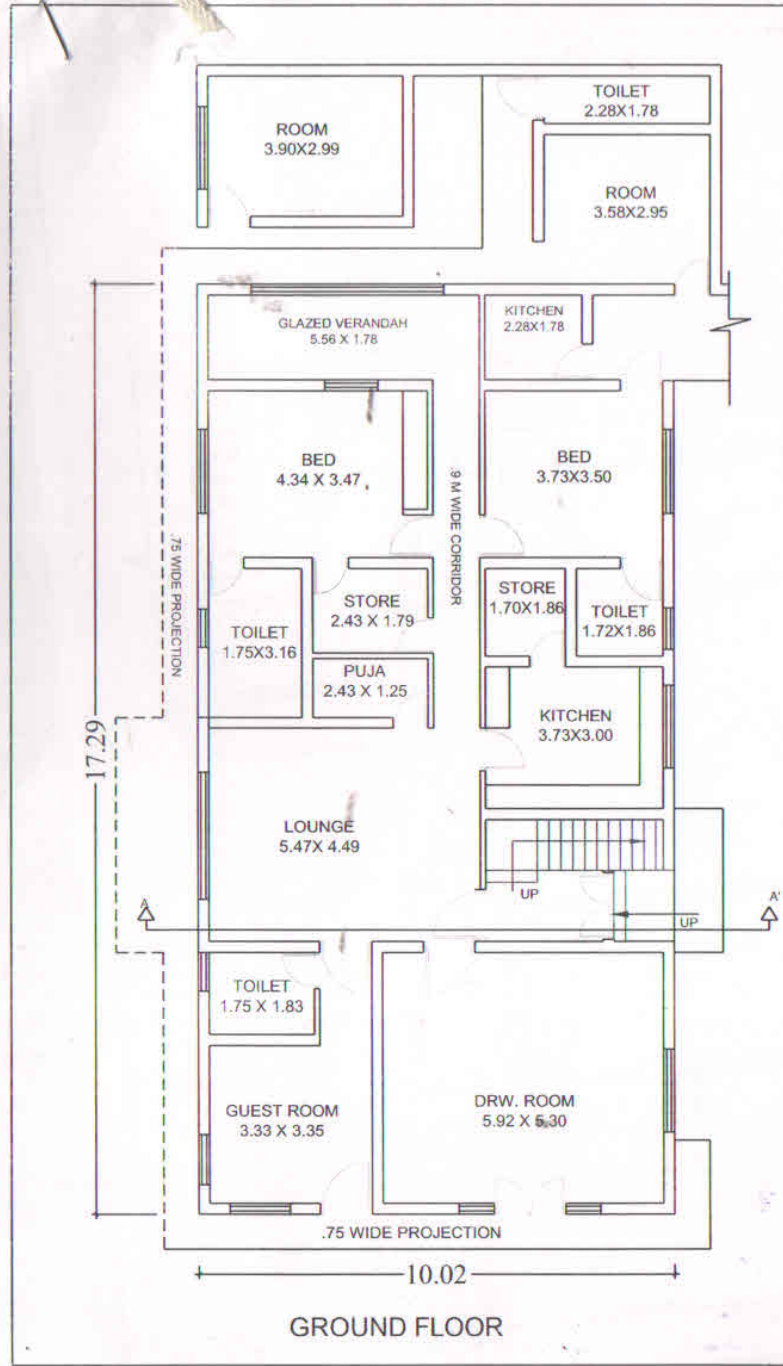 TOILET
2.28X1.78
ROOM
3.90X2.99
ROOM
3.58X2.95
GLAZED VERANDAH
5.56 X 1.78
KITCHEN
2.28X1.78
BED
4.34 X 3.47
.9 M WIDE CORRIDOR
BED
3.73X3.50
.75 WIDE PROJECTION
STORE
2.43 X 1.79
STORE
1.70X1.86
TOILET
1.72X1.86
TOILET
1.75X3.16
PUJA
2.43 X 1.25
KITCHEN
3.73X3.00
17.29
LOUNGE
5.47X 4.49
UP
A
A'
UP
TOILET
1.75 X 1.83
GUEST ROOM
3.33 X 3.35
DRW. ROOM
5.92 X 5.30
.75 WIDE PROJECTION
10.02
GROUND FLOOR